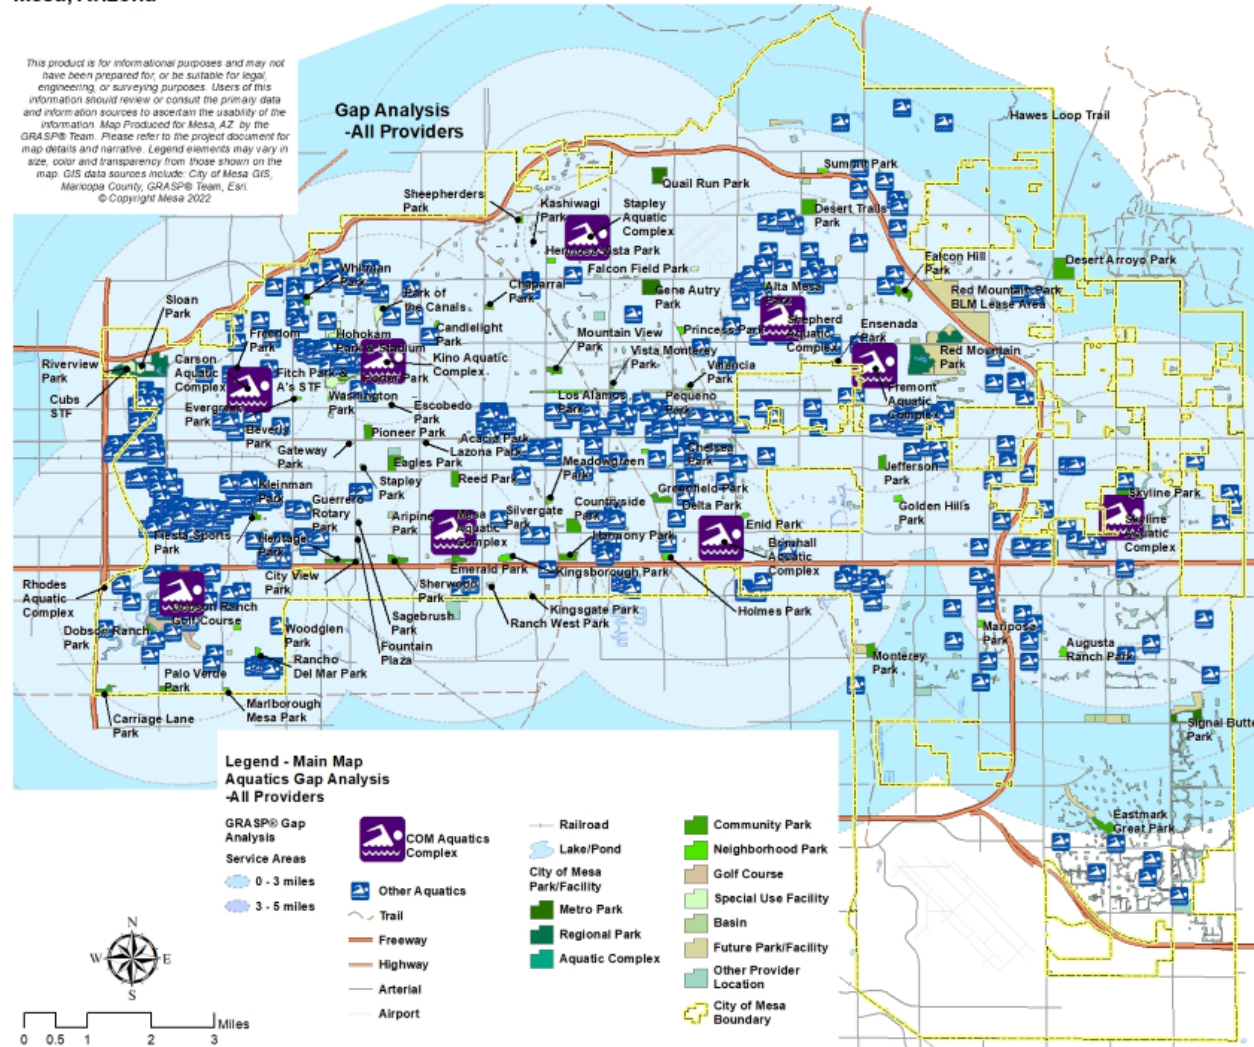 Mesa, Arizona
This product is for informational purposes and may not
have been prepared for, or be suitable for legal,
engineering, or surveying purposes. Users of this
information should review or consult the primary data
and information sources to ascertain the usability of the
information. Map Produced for Mesa, AZ by the
GRASP® Team. Please refer to the project document for
map details and narrative. Legend elements may vary in
size, color and transparency from those shown on the
map. GIS data sources include: City of Mesa GIS,
Maricopa County, GRASP® Team, Esri.
© Copyright Mesa 2022
Gap Analysis
-All Providers
Hawes Loop Trail
Summit Park
Quail Run Park
Sheepherders
Park
Kashiwagi
Park
Stapley
Aquatic
Complex
Desert Trails
Park
Hermosa Vista Park
Falcon Field Park
Falcon Hill
Park
Desert Arroyo Park
Whitman
Park
Park of
the Canals
Chaparral
Park
Gene Autry
Park
Alta Mesa
Park
Red Mountain Park
BLM Lease Area
Sloan
Park
Freedom
Park
Hohokam
Park & Stadium
Candlelight
Park
Mountain View
Park
Princess Park
Shepherd
Aquatic
Complex
Ensenada
Park
Riverview
Park
Carson
Aquatic
Complex
Fitch Park &
A's STF
Kino Aquatic
Complex
Vista Monterey
Park
Valencia
Park
Red Mountain
Park
Cubs
STF
Evergreen
Park
Washington
Park
Escobedo
Park
Los Alamos
Park
Pequeno
Park
Fremont
Aquatic
Complex
Beverly
Park
Pioneer Park
Acacia Park
Lazona Park
Gateway
Park
Eagles Park
Meadowgreen
Park
Chelsea
Park
Jefferson
Park
Stapley
Park
Reed Park
Kleinman
Park
Guerrero
Rotary
Park
Aripine
Mesa
Aquatic
Complex
Silvergate
Park
Countryside
Park
Greenfield Park
Delta Park
Golden Hills
Park
Skyline Park
Skyline
Aquatic
Complex
Fiesta Sports
Park
Heritage
Park
Harmony Park
Enid Park
Brimhall
Aquatic
Complex
City View
Park
Emerald Park
Kingsborough Park
Rhodes
Aquatic
Complex
Sherwood
Park
Dobson Ranch
Golf Course
Sagebrush
Park
Ranch West Park
Kingsgate Park
Holmes Park
Dobson Ranch
Park
Woodglen
Park
Fountain
Plaza
Mariposa
Park
Augusta
Ranch Park
Monterey
Park
Palo Verde
Park
Rancho
Del Mar Park
Carriage Lane
Park
Marlborough
Mesa Park
Signal Butte
Park
Eastmark
Great Park
Legend - Main Map
Aquatics Gap Analysis
-All Providers
GRASP® Gap
Analysis
Service Areas
0 - 3 miles
3 - 5 miles
COM Aquatics
Complex
Other Aquatics
Trail
Freeway
Highway
Arterial
Airport
Railroad
Lake/Pond
City of Mesa
Park/Facility
Metro Park
Regional Park
Aquatic Complex
Community Park
Neighborhood Park
Golf Course
Special Use Facility
Basin
Future Park/Facility
Other Provider
Location
City of Mesa
Boundary
N
W E
S
0 0.5 1 2 3 Miles